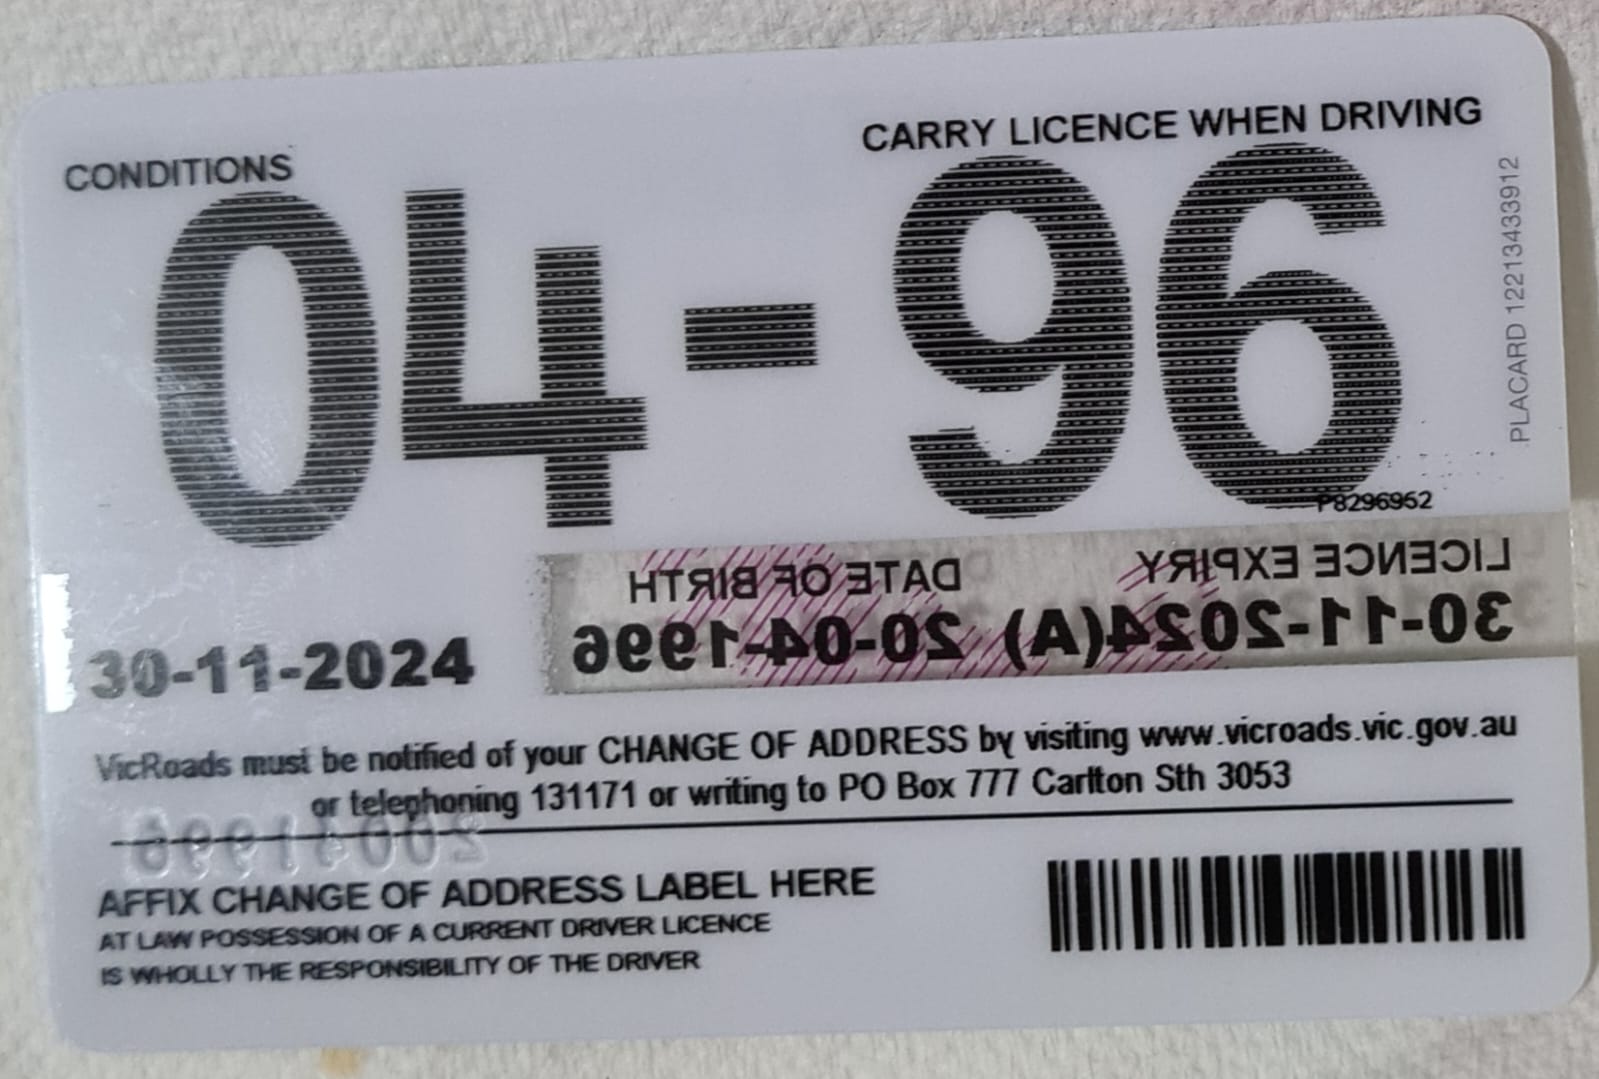 CONDITIONS
CARRY LICENCE WHEN DRIVING
04-96
PLACARD 12213433912
P8296952
LICENCE EXPIRY DATE OF BIRTH
30-11-2024(A) 20-04-1996
30-11-2024
VicRoads must be notified of your CHANGE OF ADDRESS by visiting www.vicroads.vic.gov.au
or telephoning 131171 or writing to PO Box 777 Carlton Sth 3053
20041996
AFFIX CHANGE OF ADDRESS LABEL HERE
AT LAW POSSESSION OF A CURRENT DRIVER LICENCE
IS WHOLLY THE RESPONSIBILITY OF THE DRIVER